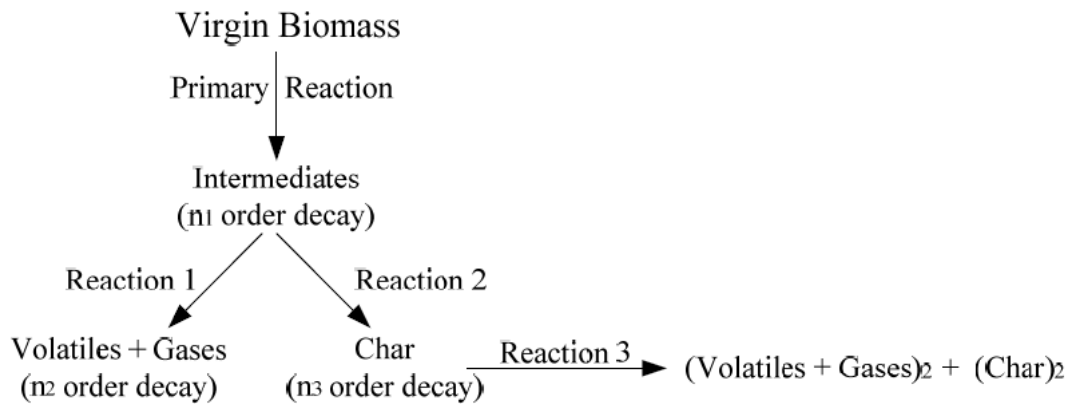 Virgin Biomass
Primary Reaction
Intermediates
(n1 order decay)
Reaction 1 Reaction 2
Volatiles + Gases
(n2 order decay)
Char
(n3 order decay)
Reaction 3
(Volatiles + Gases)2 + (Char)2